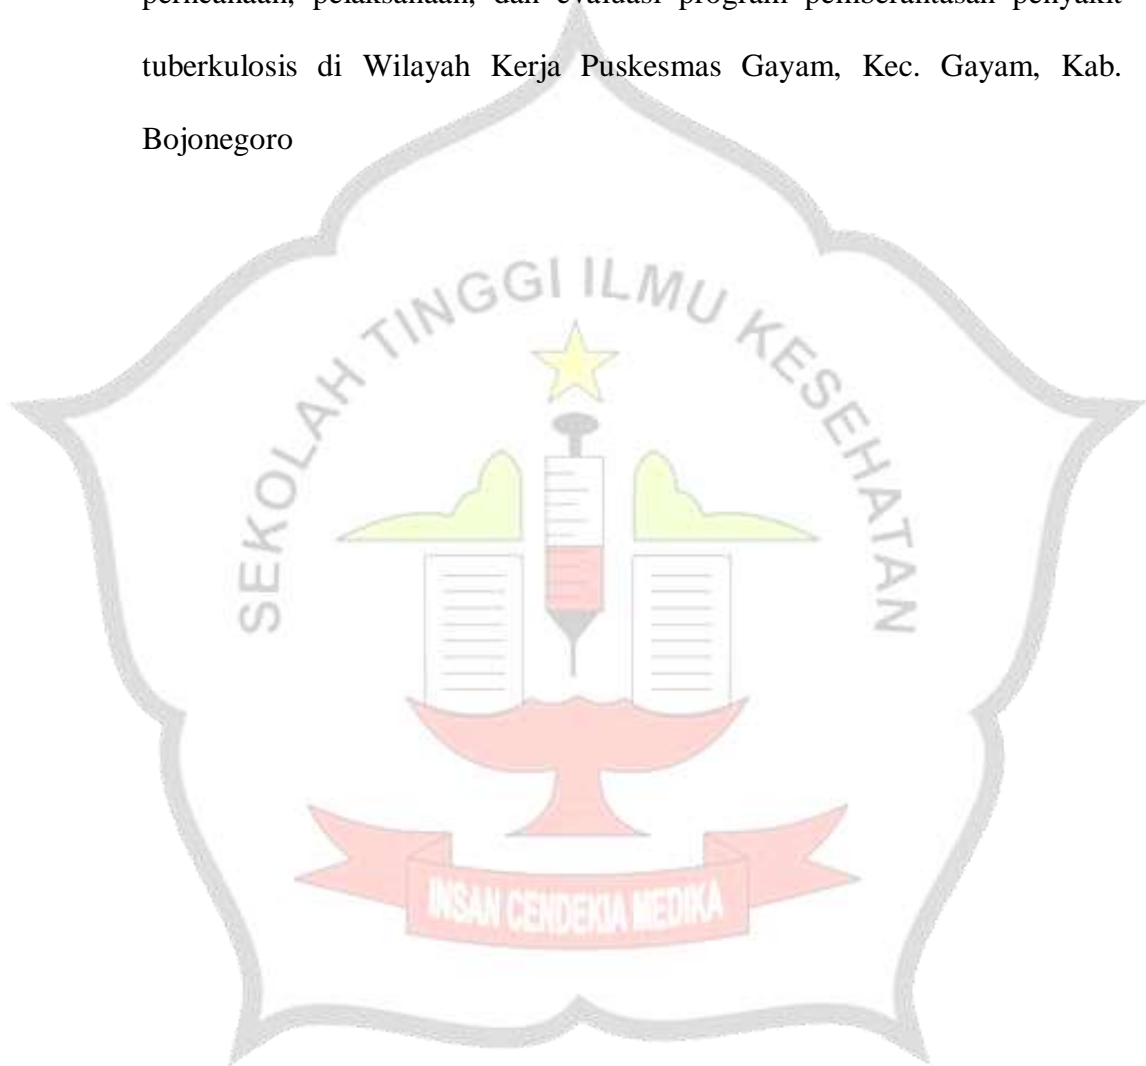 perncanaan, pelaksanaan, dan evaluasi program pemberantasan penyakit
tuberkulosis di Wilayah Kerja Puskesmas Gayam, Kec. Gayam, Kab.
Bojonegoro
SEKOLAH TINGGI ILMU KESEHATAN
INSAN CENDEKIA MEDIKA